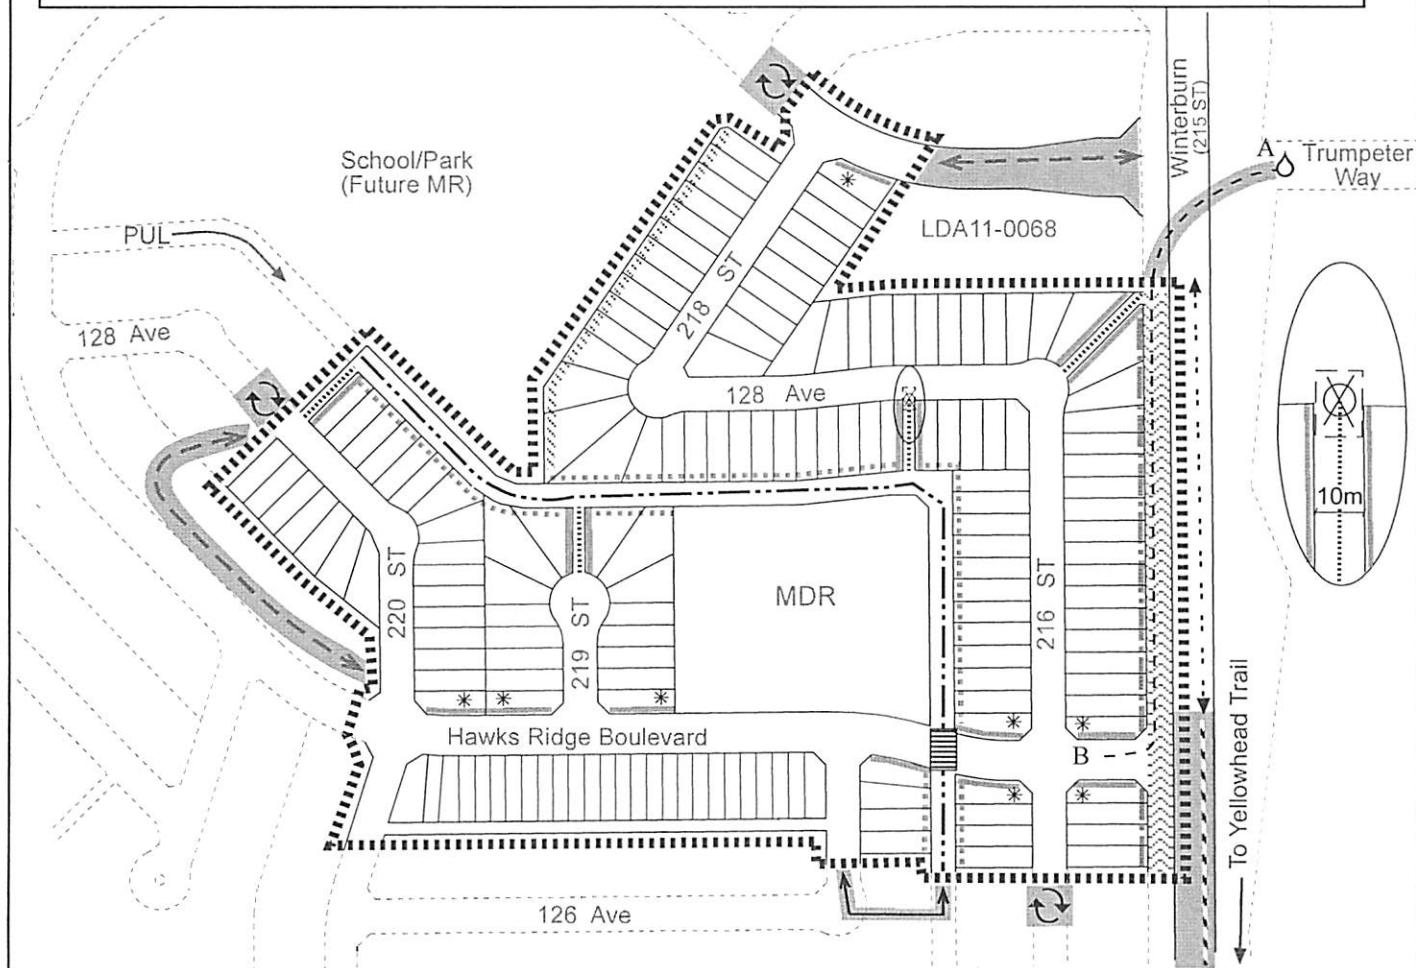 School/Park
(Future MR)
Winterburn
(215 ST)
A
Trumpeter
Way
PUL
LDA11-0068
218 ST
128 Ave
128 Ave
10m
220 ST
219 ST
MDR
216 ST
Hawks Ridge Boulevard
B
To Yellowhead Trail
126 Ave